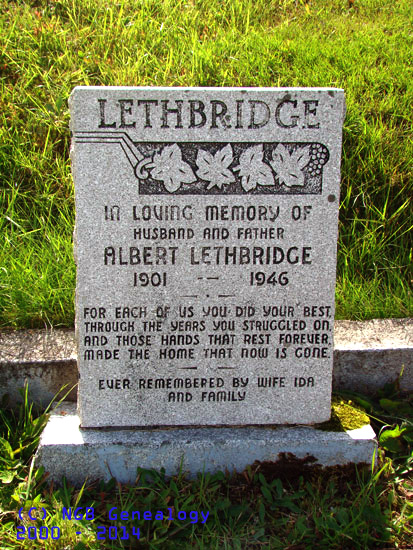 LETHBRIDGE
IN LOVING MEMORY OF
HUSBAND AND FATHER
ALBERT LETHBRIDGE
1901 -- 1946
FOR EACH OF US YOU DID YOUR BEST,
THROUGH THE YEARS YOU STRUGGLED ON,
AND THOSE HANDS THAT REST FOREVER,
MADE THE HOME THAT NOW IS GONE.
EVER REMEMBERED BY WIFE IDA
AND FAMILY
(C) NGB Genealogy
2000 - 2014